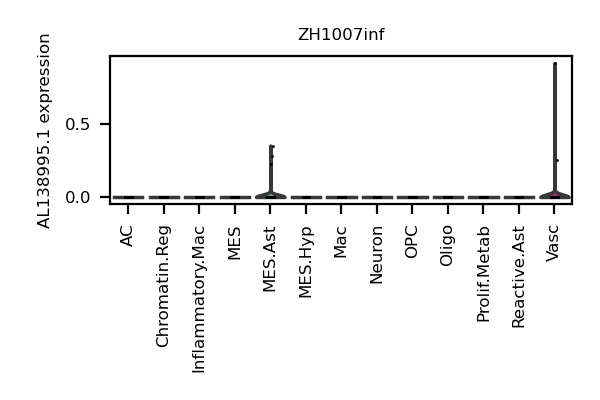 ZH1007inf
AL138995.1 expression
0.5
0.0
AC
Chromatin.Reg
Inflammatory.Mac
MES
MES.Ast
MES.Hyp
Mac
Neuron
OPC
Oligo
Prolif.Metab
Reactive.Ast
Vasc